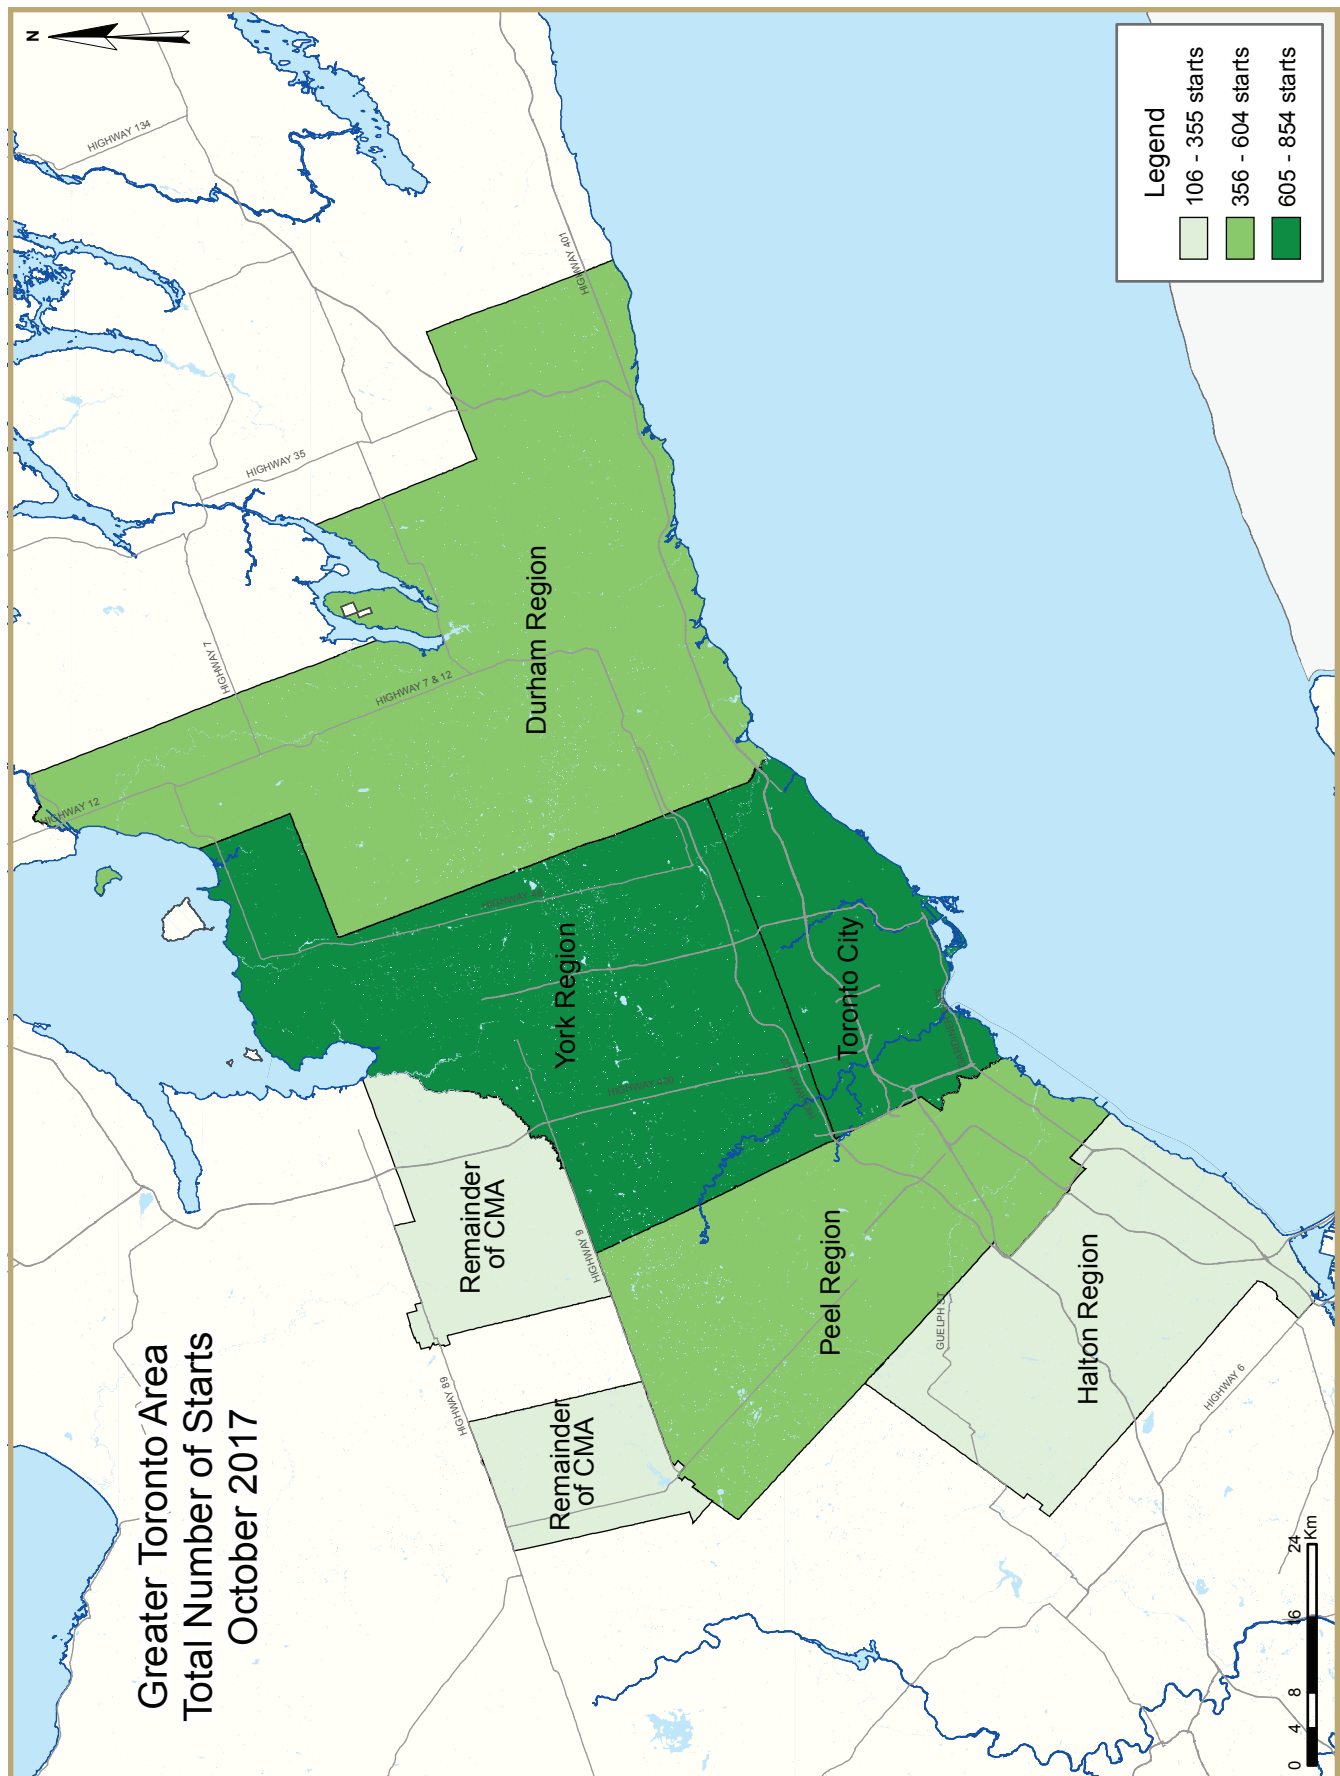 Greater Toronto Area
Total Number of Starts
October 2017
N
HIGHWAY 134
HIGHWAY 401
HIGHWAY 35
HIGHWAY 7
HIGHWAY 7 & 12
HIGHWAY 12
Durham Region
York Region
Toronto City
Remainder
of CMA
HIGHWAY 9
HIGHWAY 89
Remainder
of CMA
Peel Region
GUELPH ST
Halton Region
HIGHWAY 6
Legend
106 - 355 starts
356 - 604 starts
605 - 854 starts
0 4 8 16 24
Km